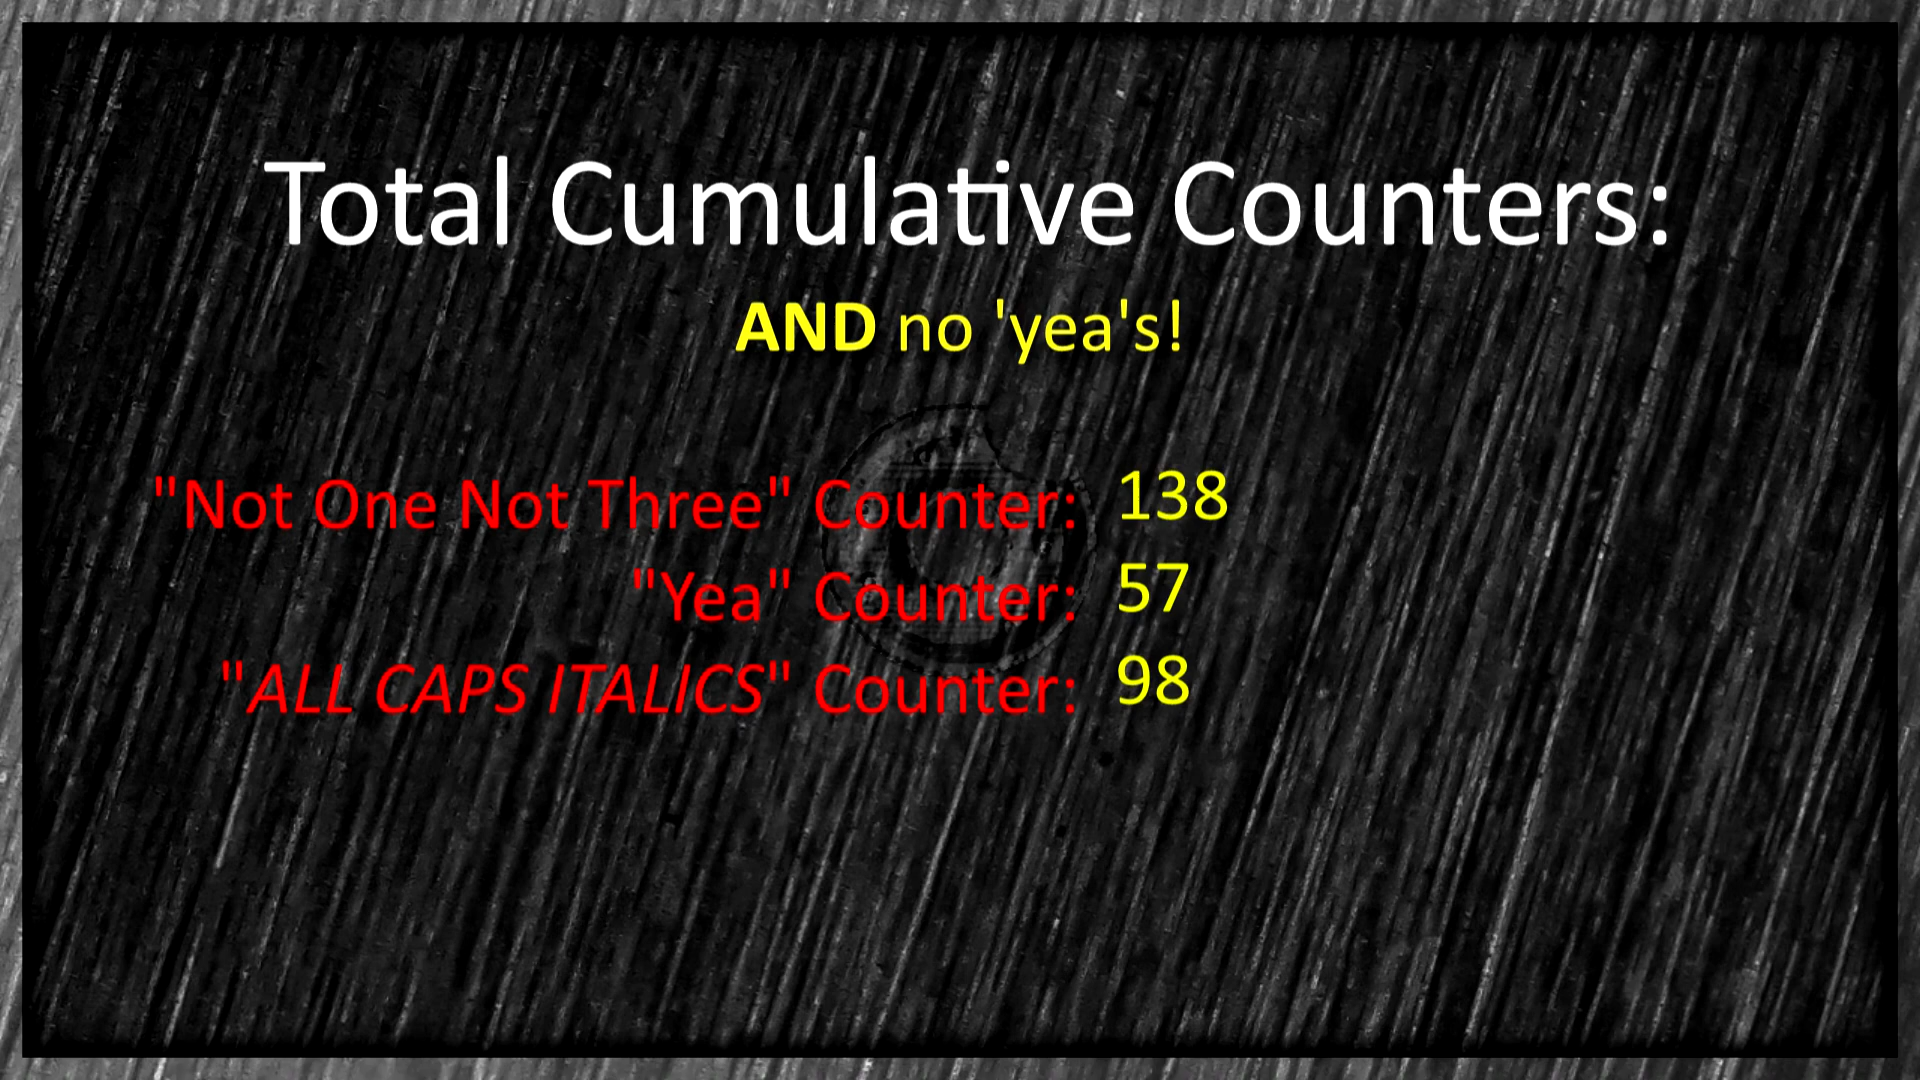 Total Cumulative Counters:
AND no 'yea's!
"Not One Not Three" Counter: 138
"Yea" Counter: 57
"ALL CAPS ITALICS" Counter: 98